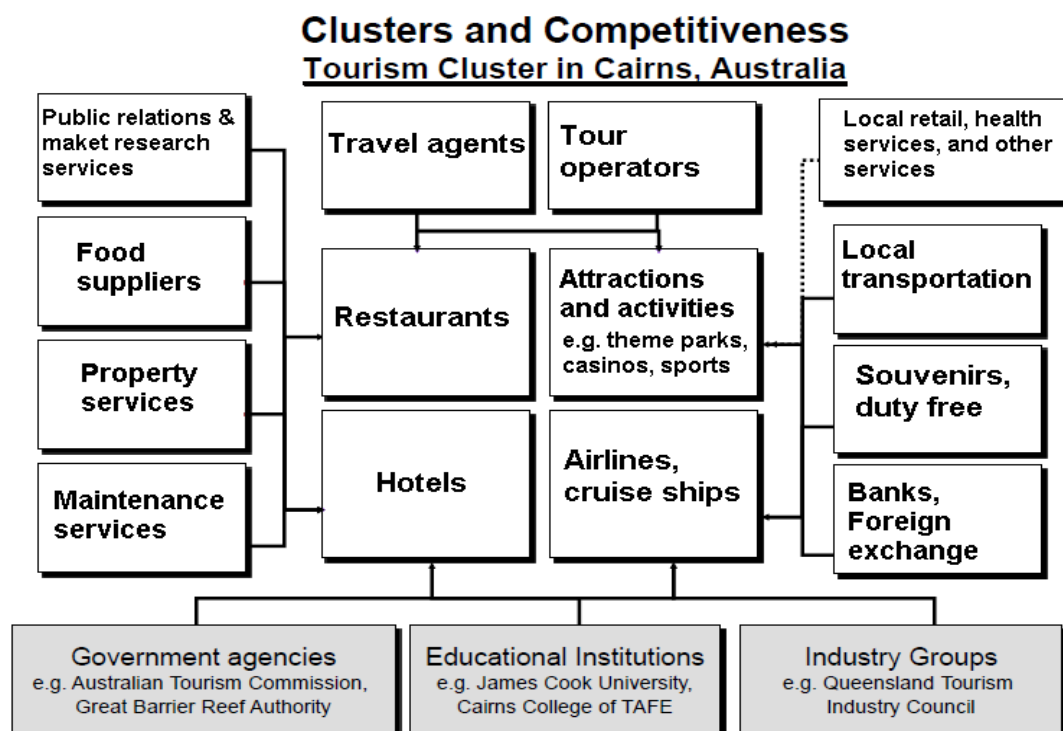 Clusters and Competitiveness
Tourism Cluster in Cairns, Australia
Public relations &
maket research
services
Travel agents
Tour
operators
Local retail, health
services, and other
services
Food
suppliers
Restaurants
Attractions
and activities
e.g. theme parks,
casinos, sports
Local
transportation
Property
services
Souvenirs,
duty free
Maintenance
services
Hotels
Airlines,
cruise ships
Banks,
Foreign
exchange
Government agencies
e.g. Australian Tourism Commission,
Great Barrier Reef Authority
Educational Institutions
e.g. James Cook University,
Cairns College of TAFE
Industry Groups
e.g. Queensland Tourism
Industry Council